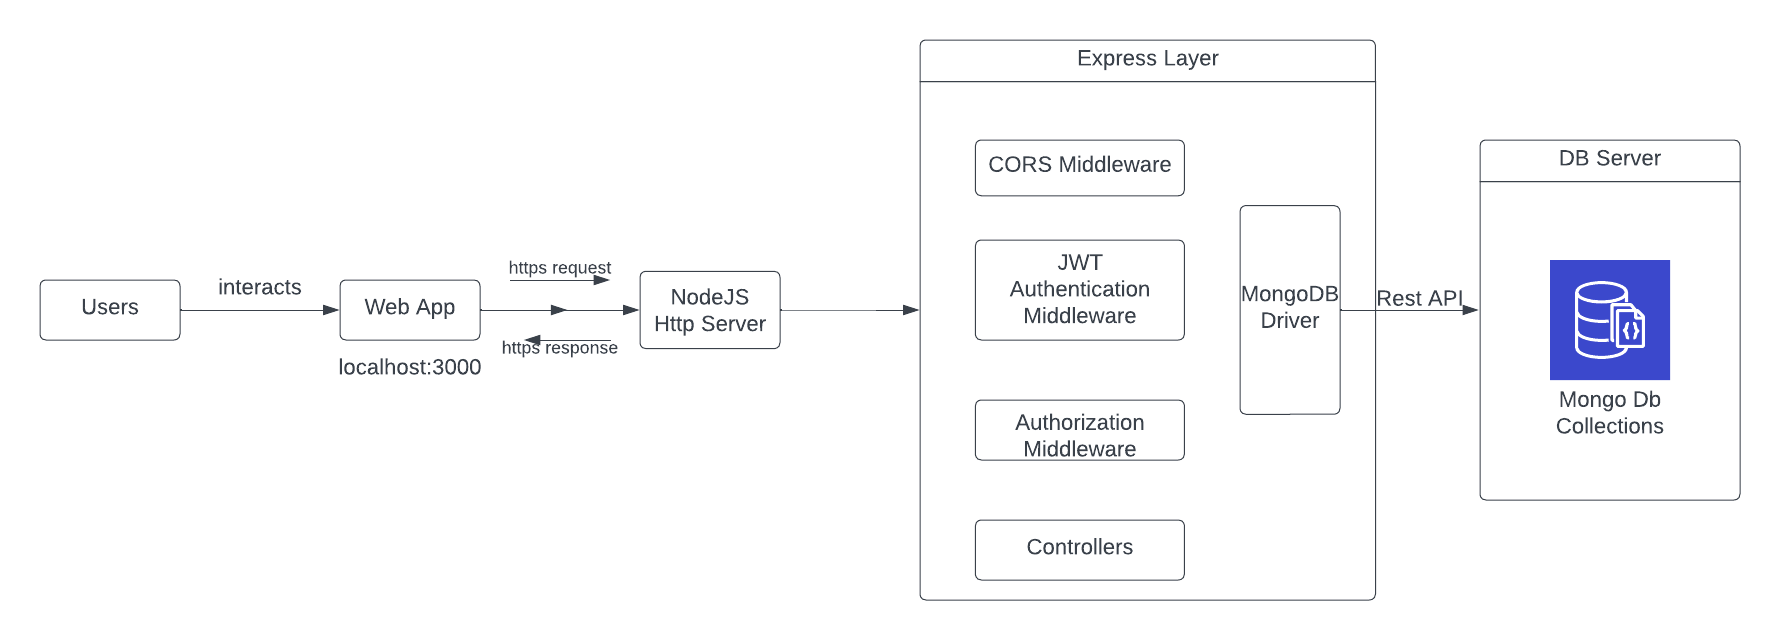 Users
interacts
Web App
localhost:3000
https request
https response
NodeJS
Http Server
Express Layer
CORS Middleware
JWT
Authentication
Middleware
Authorization
Middleware
Controllers
MongoDB
Driver
Rest API
DB Server
{}
Mongo Db
Collections